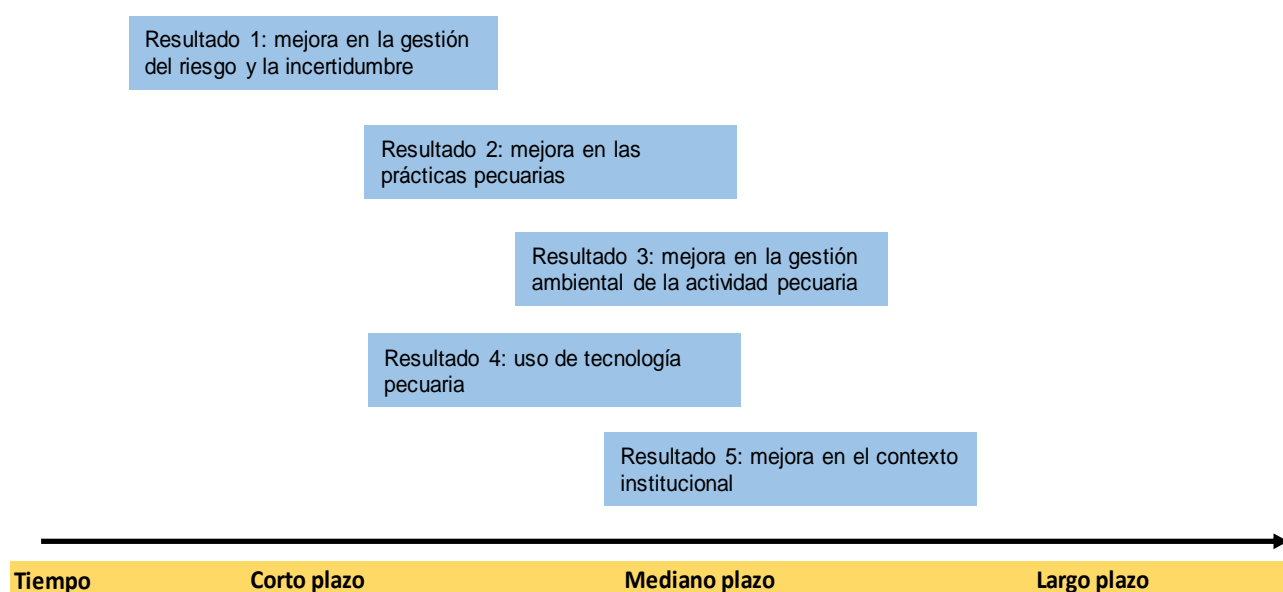 Resultado 1: mejora en la gestión
del riesgo y la incertidumbre
Resultado 2: mejora en las
prácticas pecuarias
Resultado 3: mejora en la gestión
ambiental de la actividad pecuaria
Resultado 4: uso de tecnología
pecuaria
Resultado 5: mejora en el contexto
institucional
Tiempo Corto plazo Mediano plazo Largo plazo